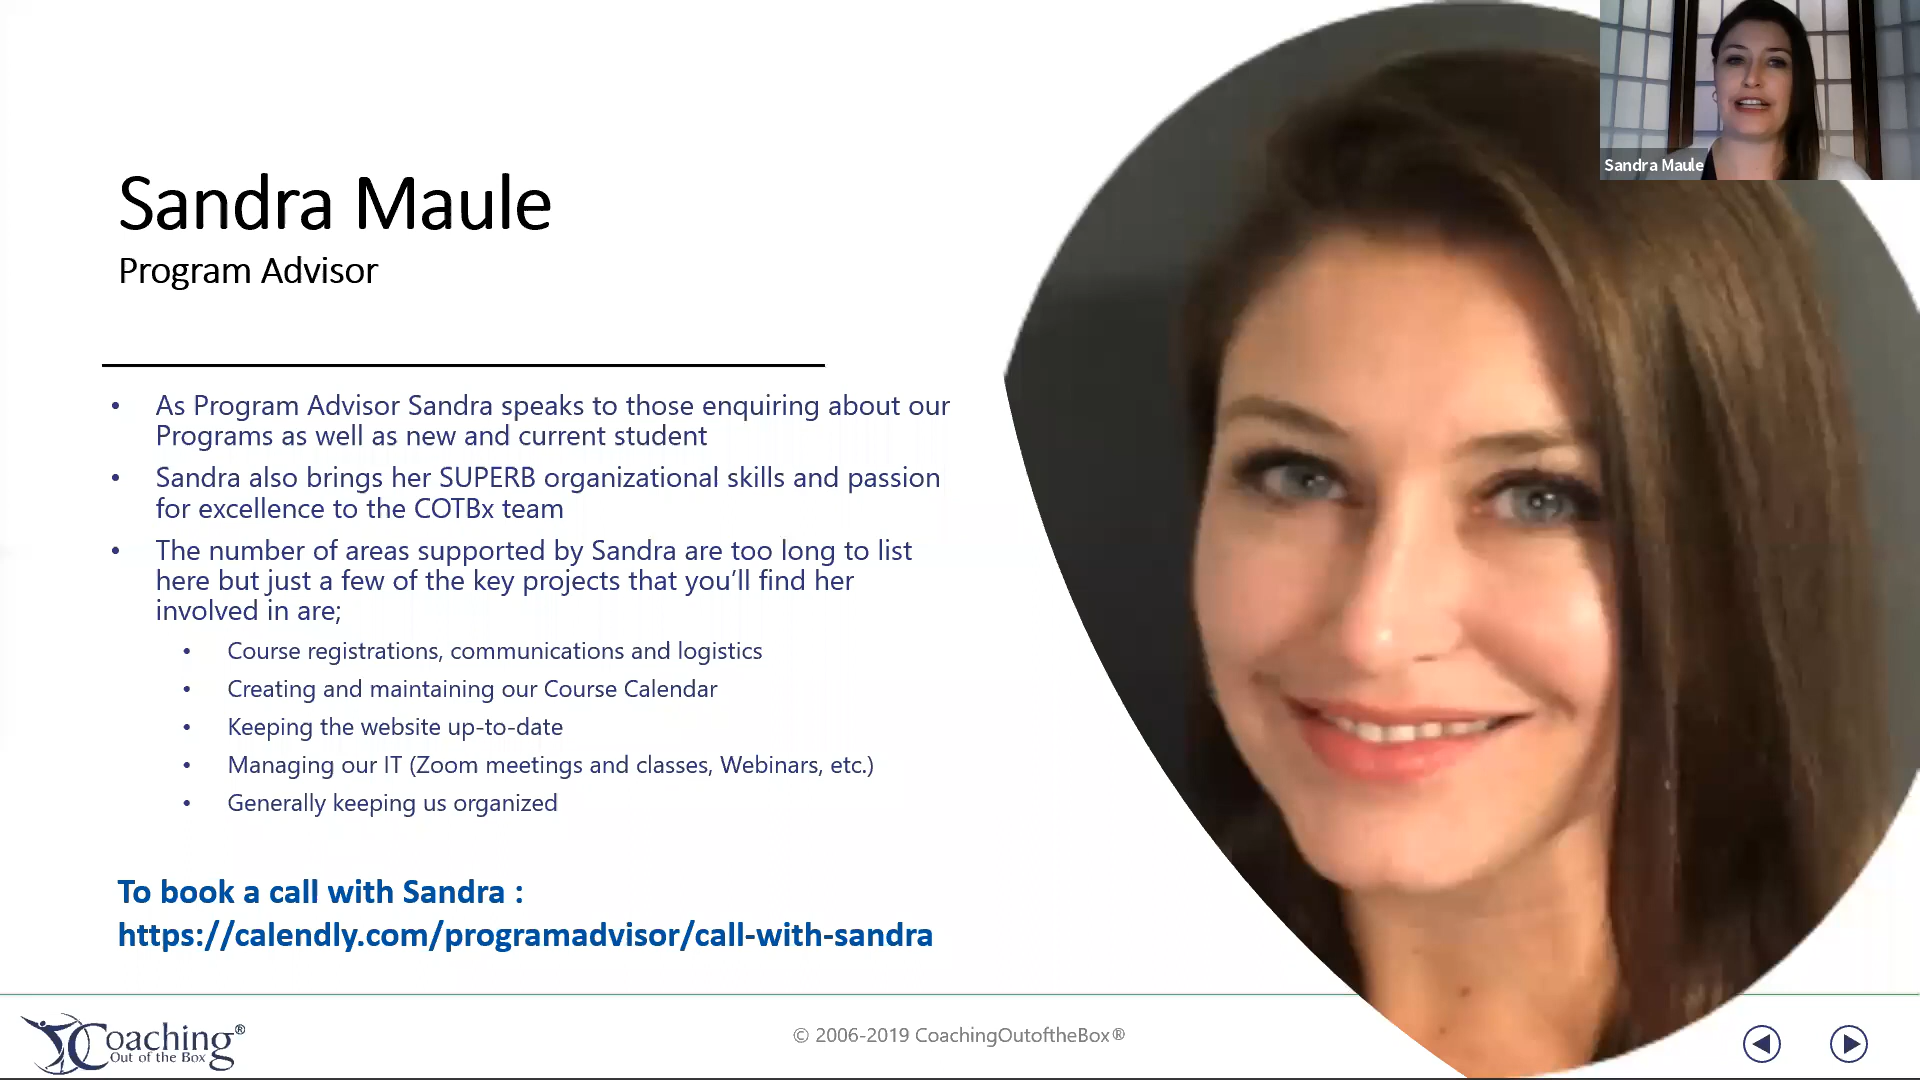 Sandra Maule
Sandra Maule
Program Advisor
• As Program Advisor Sandra speaks to those enquiring about our
Programs as well as new and current student
• Sandra also brings her SUPERB organizational skills and passion
for excellence to the COTBx team
• The number of areas supported by Sandra are too long to list
here but just a few of the key projects that you’ll find her
involved in are;
• Course registrations, communications and logistics
• Creating and maintaining our Course Calendar
• Keeping the website up-to-date
• Managing our IT (Zoom meetings and classes, Webinars, etc.)
• Generally keeping us organized
To book a call with Sandra :
https://calendly.com/programadvisor/call-with-sandra
Coaching®
Out of the Box
© 2006-2019 CoachingOutoftheBox®